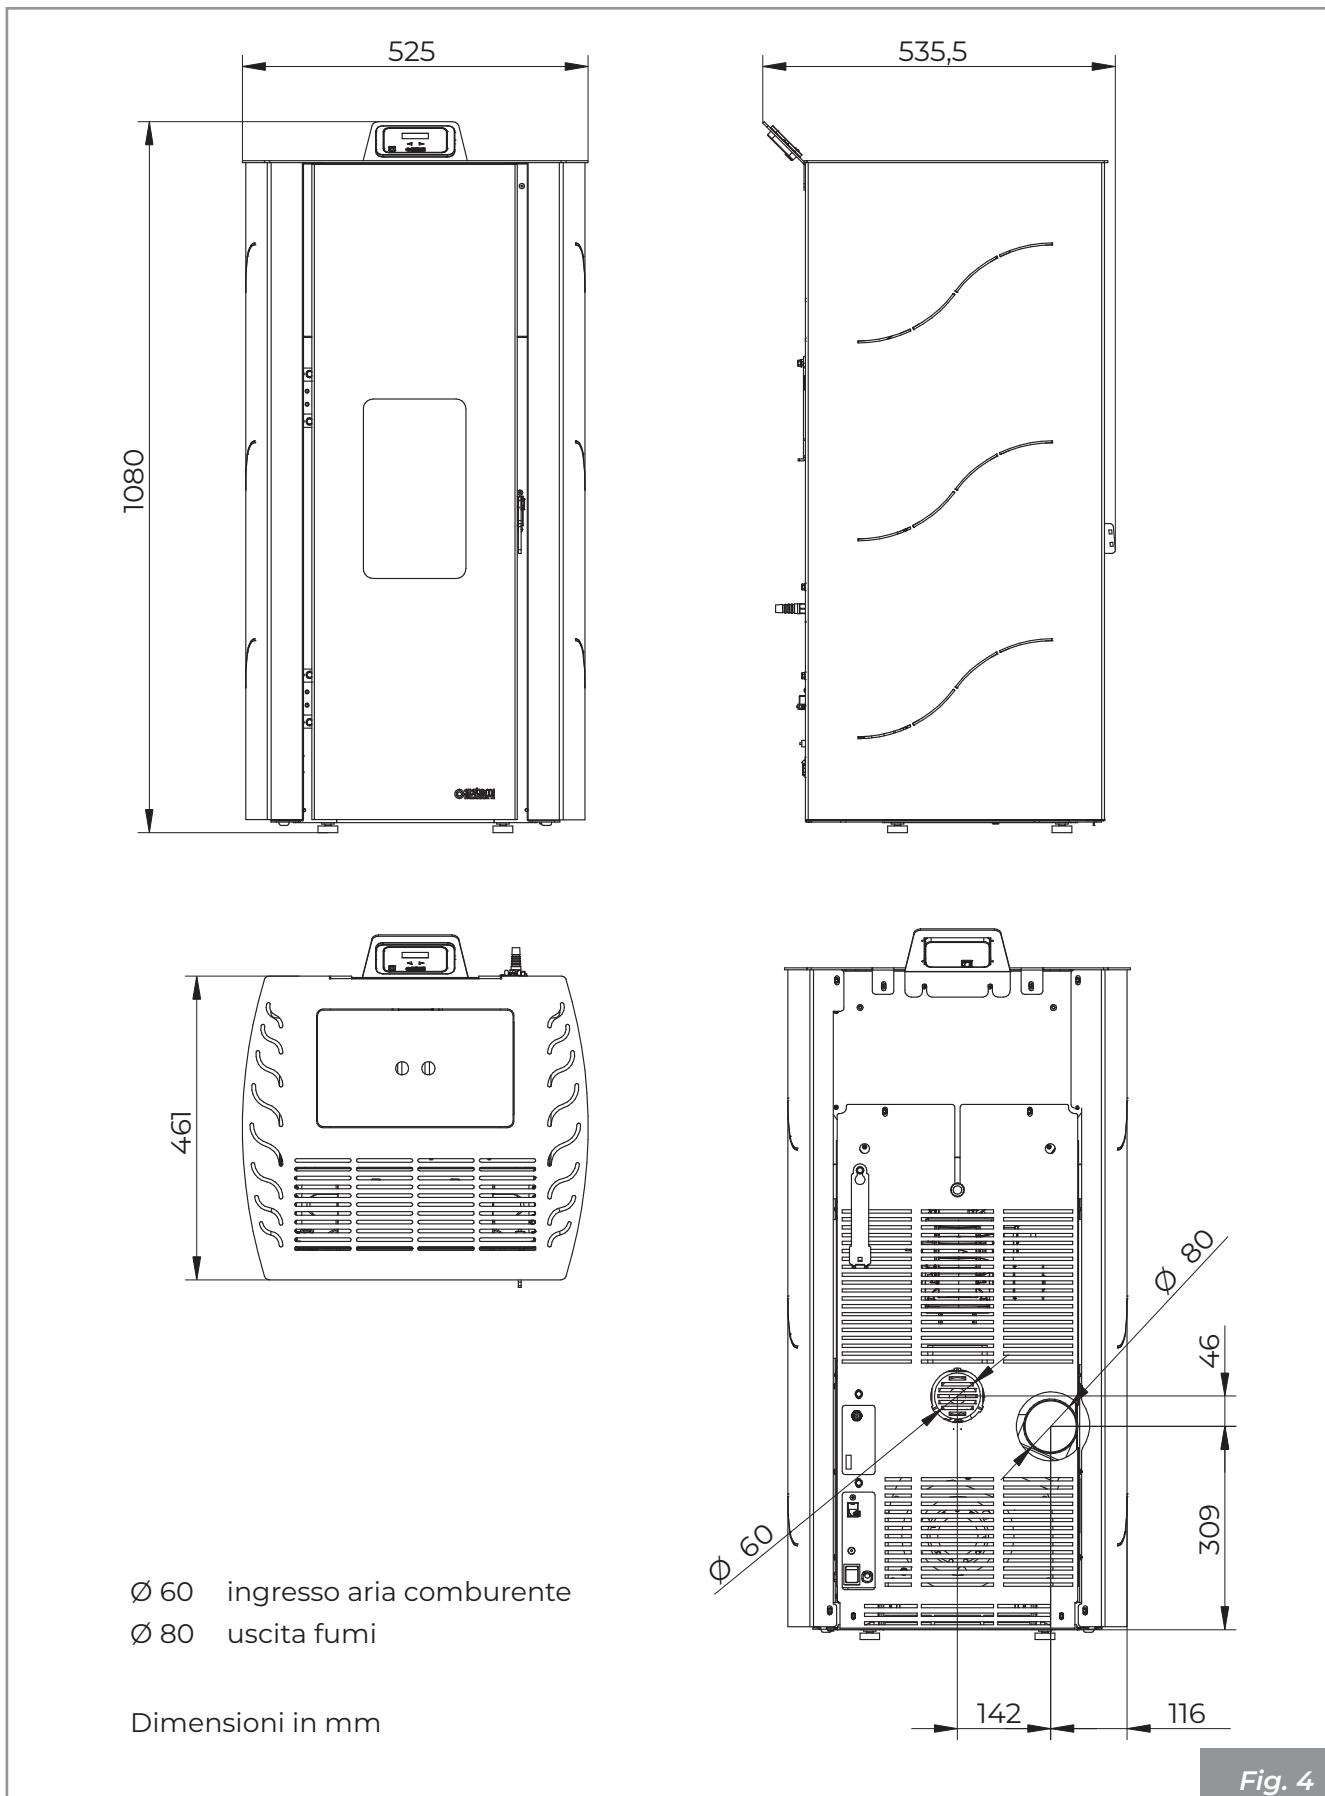 525
535,5
1080
461
Ø 80
46
309
Ø 60
142
116
Ø 60 ingresso aria comburente
Ø 80 uscita fumi
Dimensioni in mm
Fig. 4